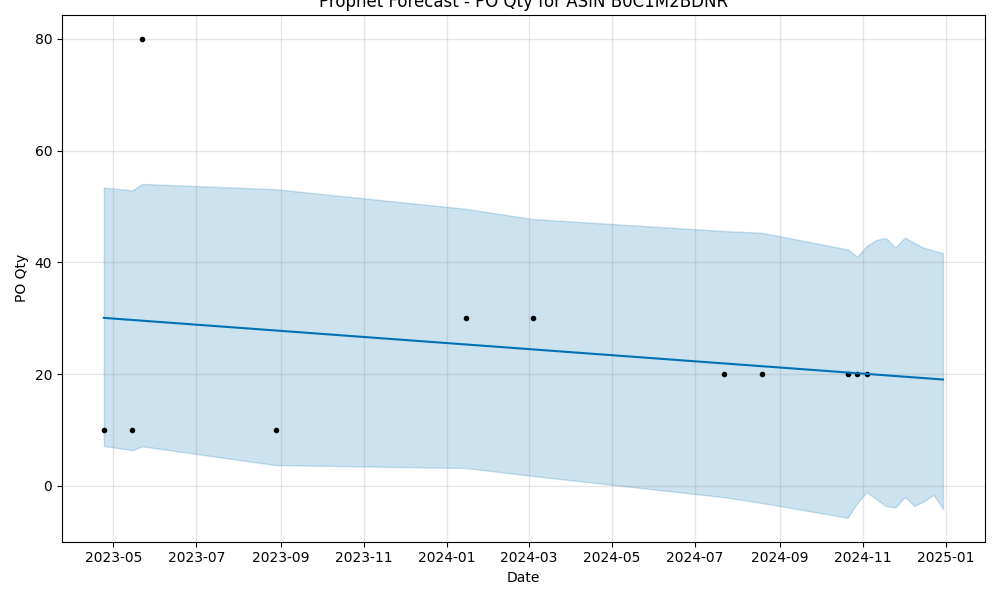 Prophet Forecast - PO Qty for ASIN B0C1M2BDNR
80
60
40
20
0
PO Qty
2023-05 2023-07 2023-09 2023-11 2024-01 2024-03 2024-05 2024-07 2024-09 2024-11 2025-01
Date